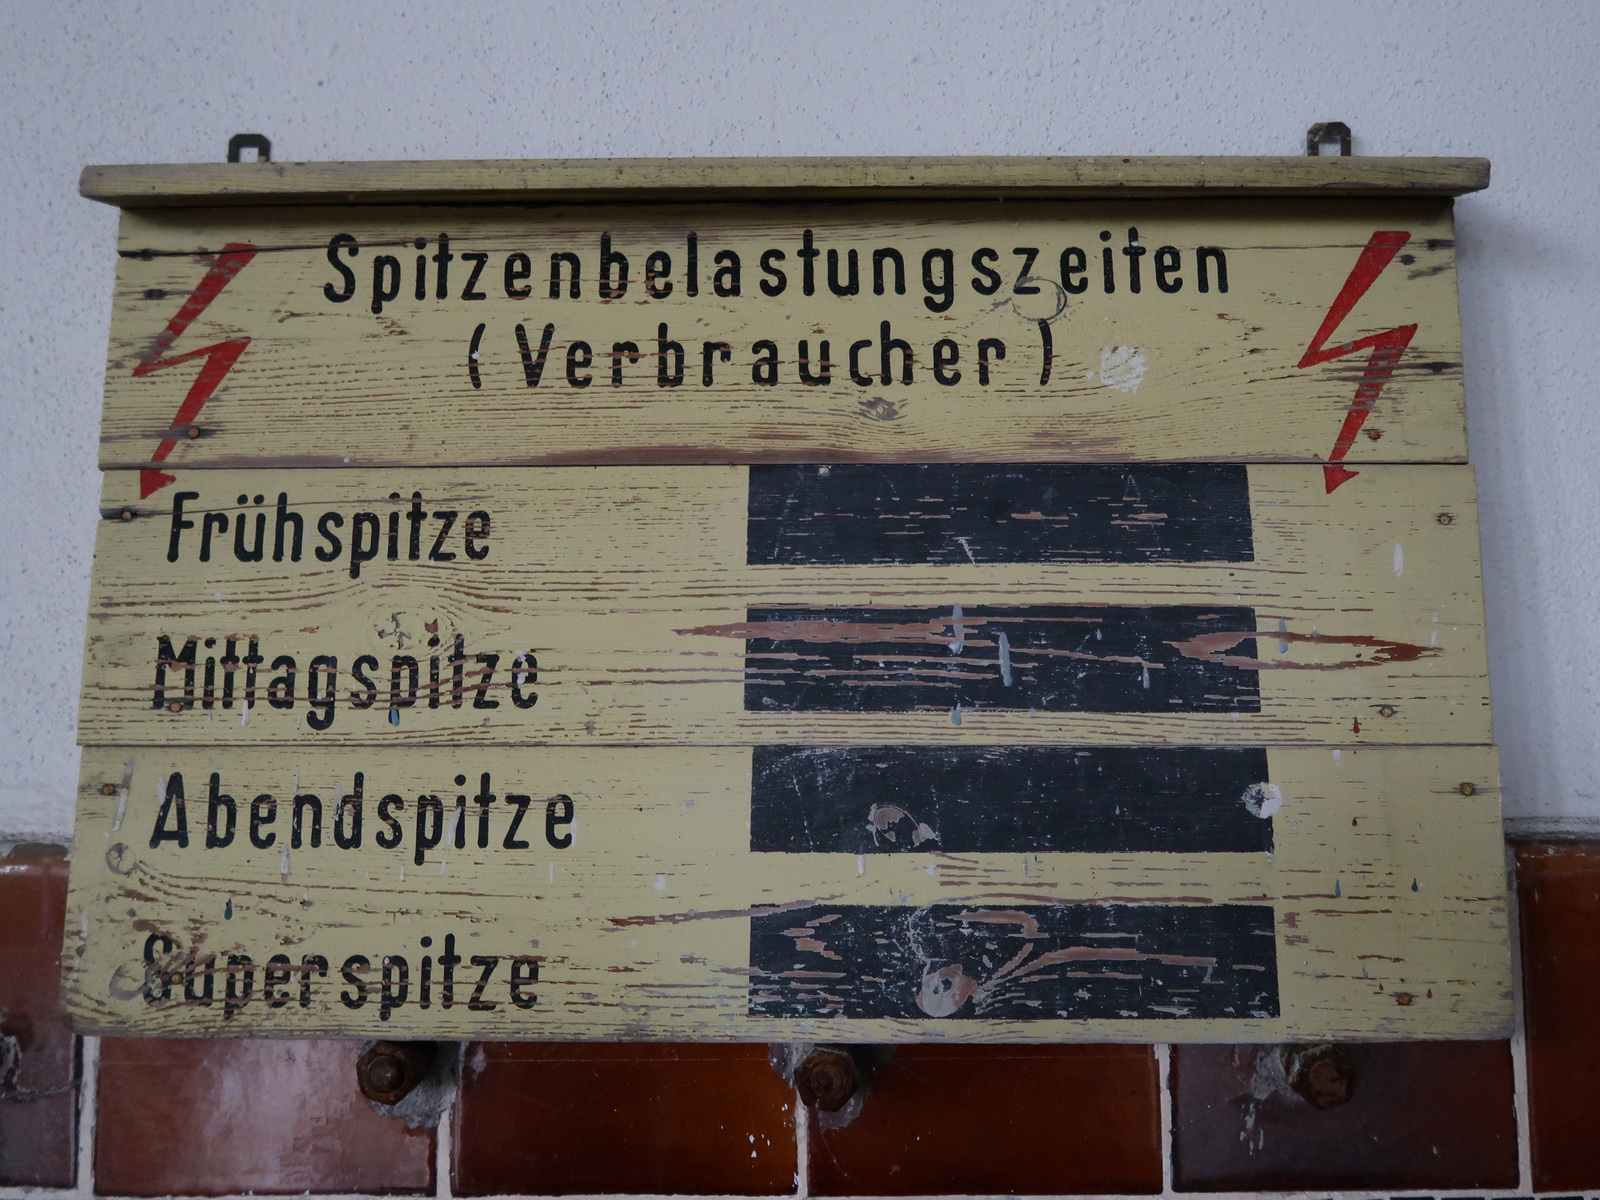 Spitzenbelastungszeiten
( Verbraucher )
Frühspitze
Mittagspitze
Abendspitze
Superspitze